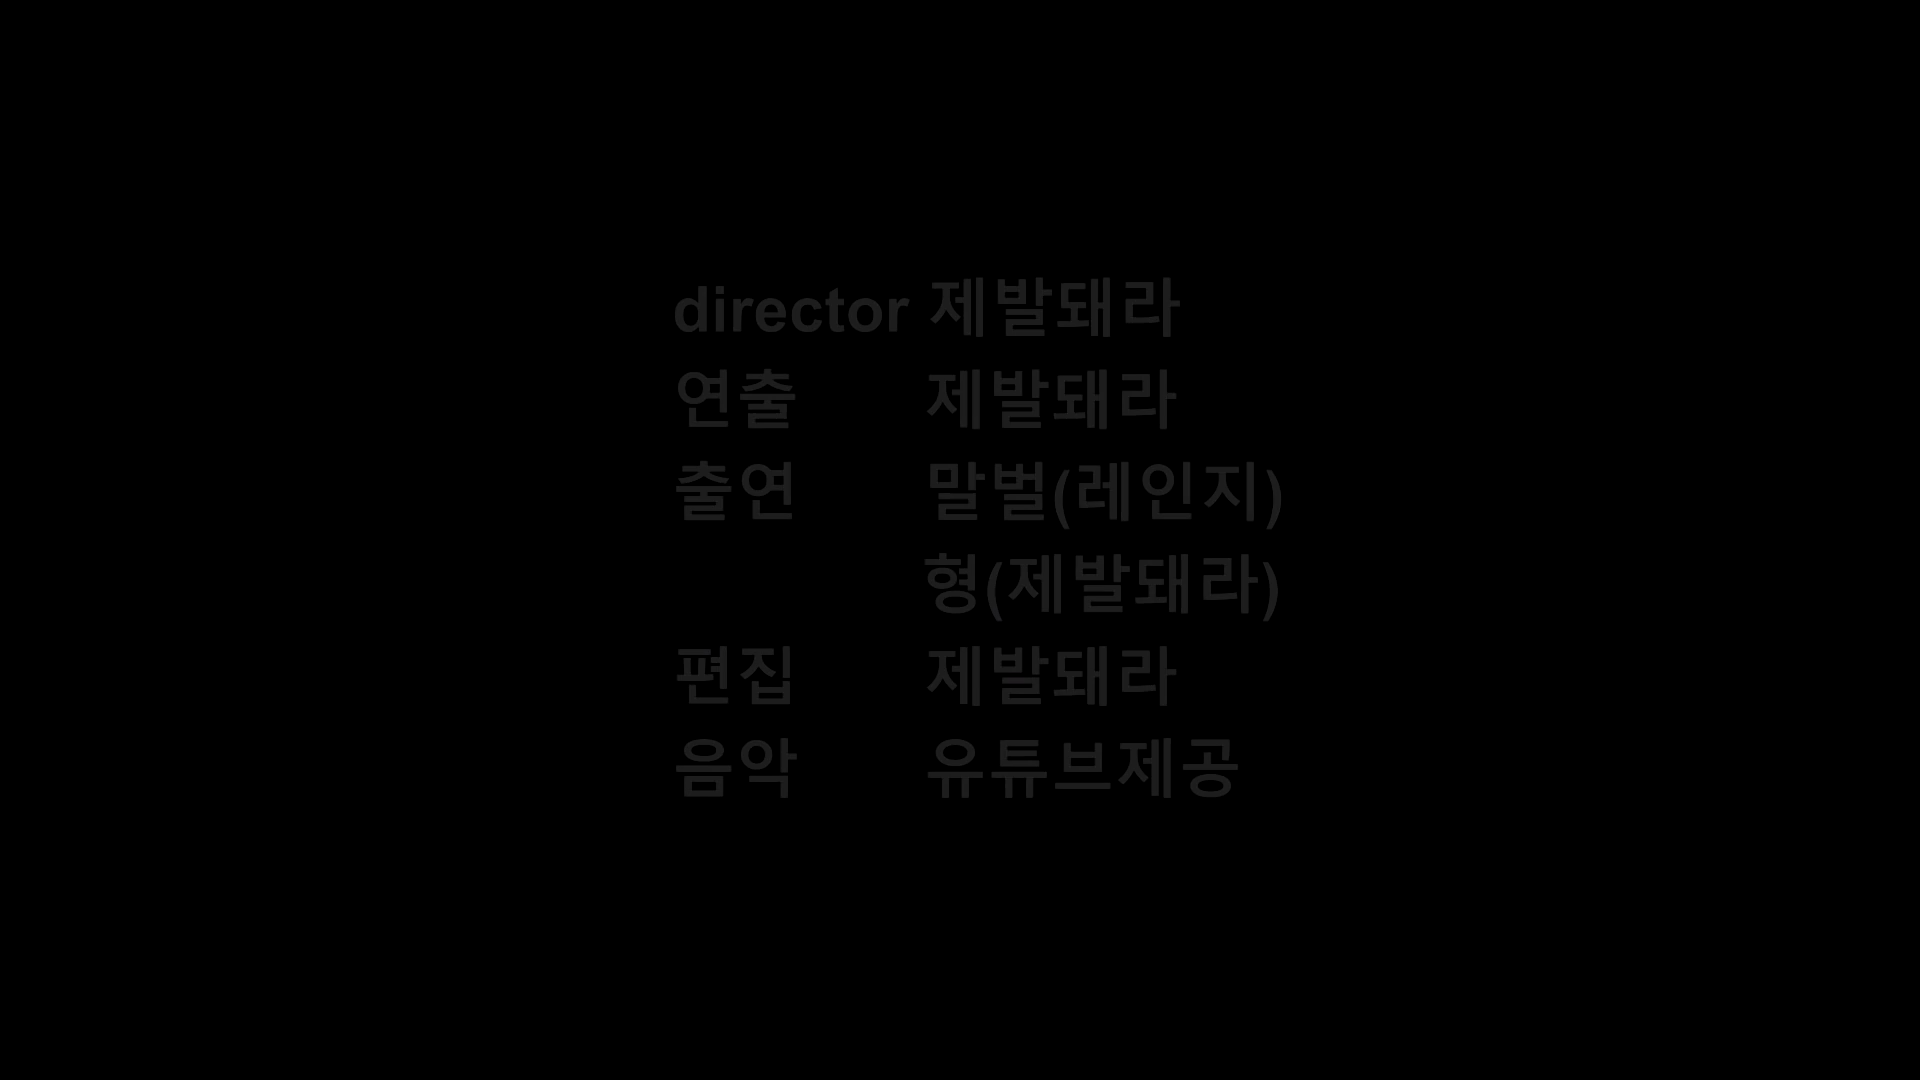 director 제발돼라
연출 제발돼라
출연 말벌(레인지)
형(제발돼라)
편집 제발돼라
음악 유튜브제공